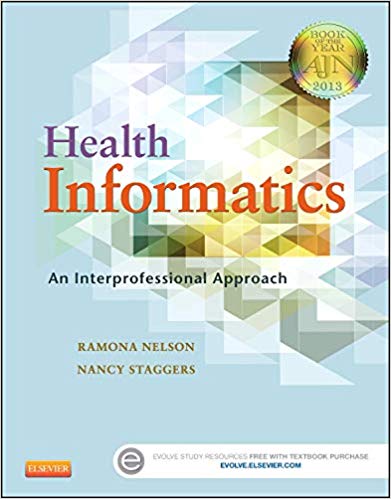 BOOK OF THE YEAR
AJN
2013
Health
Informatics
An Interprofessional Approach
RAMONA NELSON
NANCY STAGGERS
ELSEVIER
e
EVOLVE STUDY RESOURCES FREE WITH TEXTBOOK PURCHASE
EVOLVE.ELSEVIER.COM